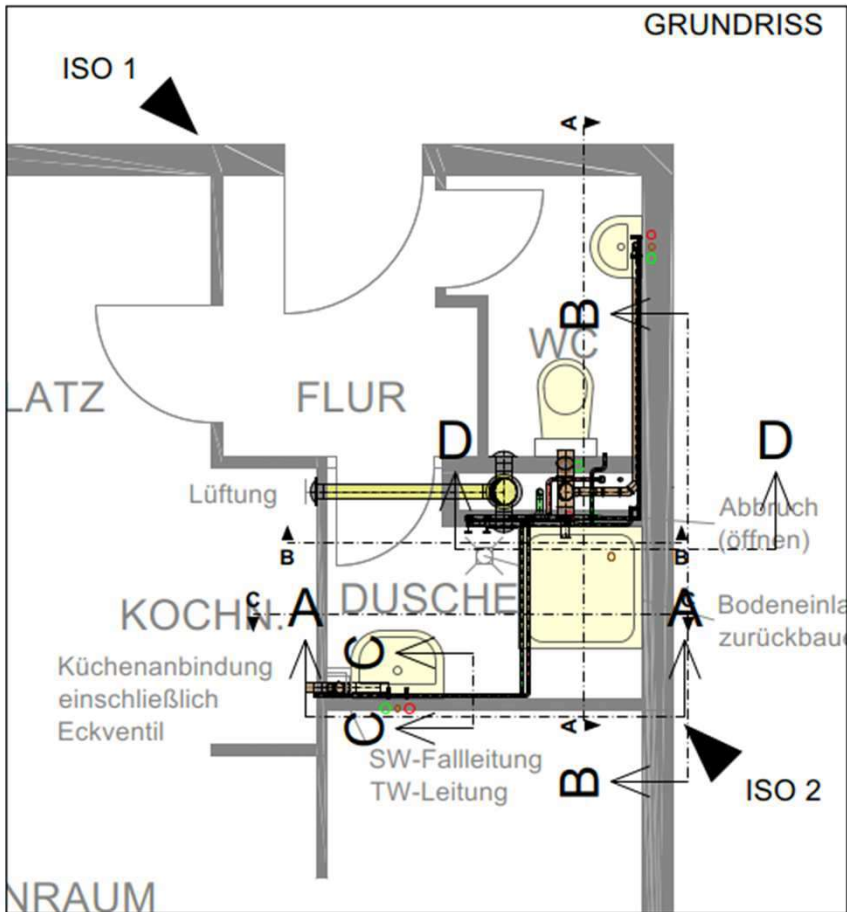 GRUNDRISS
ISO 1
A
B
WC
LATZ
FLUR
D
D
Lüftung
Abbruch
(öffnen)
B
B
C
C
KOCHN.
A
DUSCHE
A
Bodeneinla
zurückbaue
Küchenanbindung
einschließlich
Eckventil
C
C
A
SW-Fallleitung
TW-Leitung
B
ISO 2
NRAUM